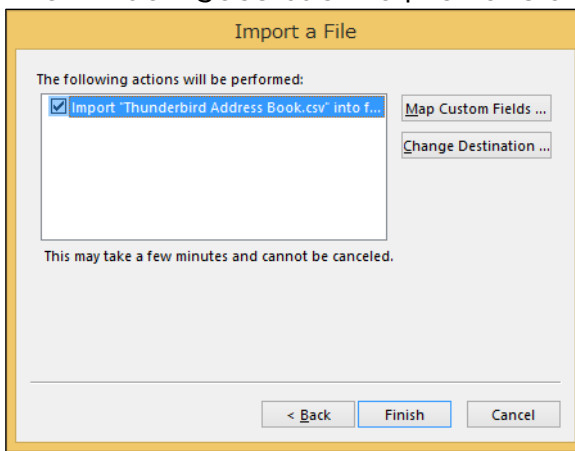 Import a File
The following actions will be performed:
Import "Thunderbird Address Book.csv" into f...
Map Custom Fields ...
Change Destination ...
This may take a few minutes and cannot be canceled.
< Back
Finish
Cancel